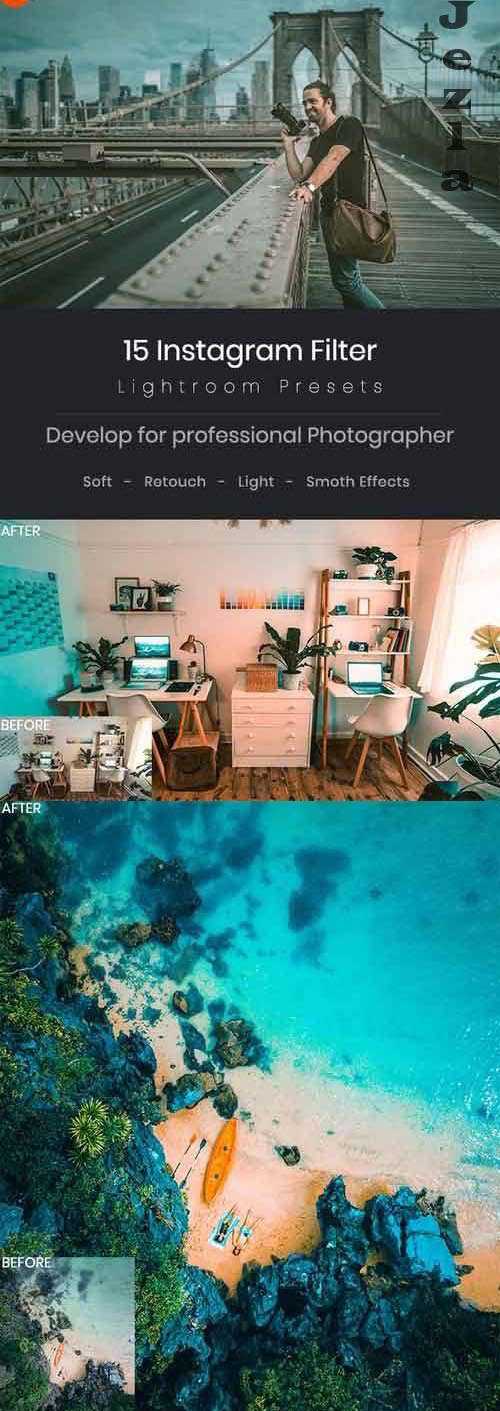 Jezia
15 Instagram Filter
Lightroom Presets
Develop for professional Photographer
Soft - Retouch - Light - Smoth Effects
AFTER
BEFORE
AFTER
BEFORE